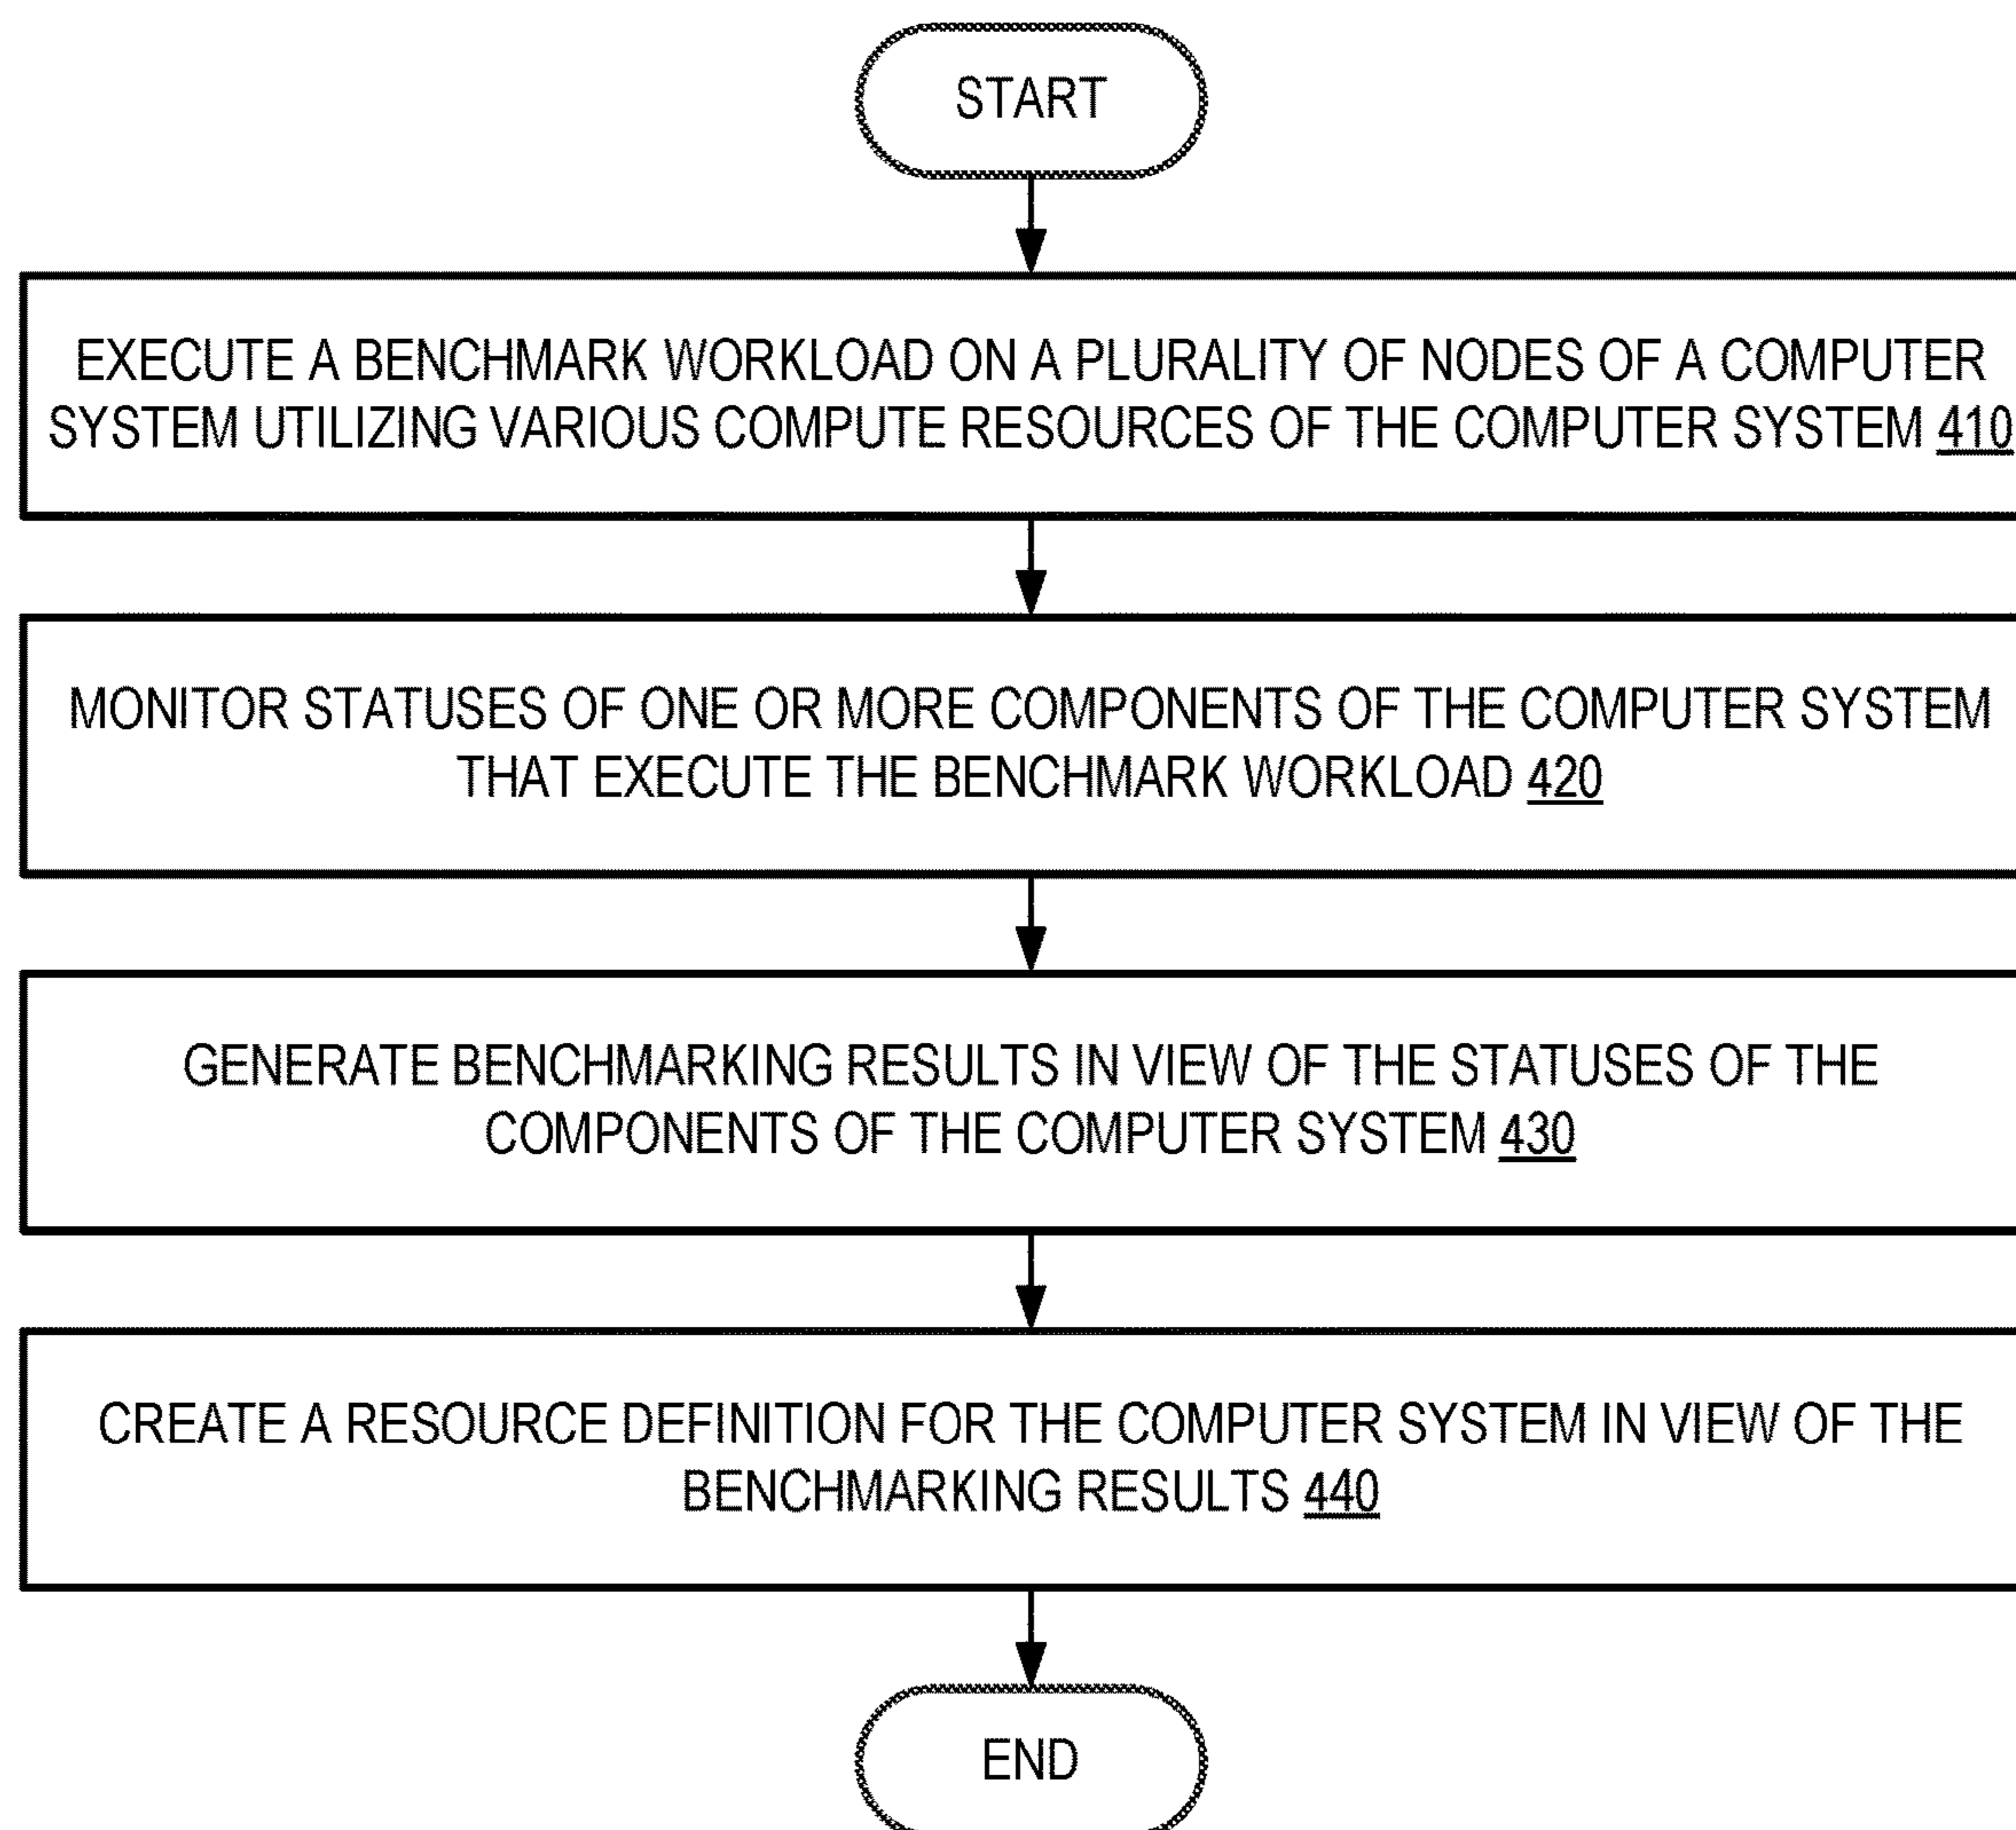 START
EXECUTE A BENCHMARK WORKLOAD ON A PLURALITY OF NODES OF A COMPUTER
SYSTEM UTILIZING VARIOUS COMPUTE RESOURCES OF THE COMPUTER SYSTEM 410
MONITOR STATUSES OF ONE OR MORE COMPONENTS OF THE COMPUTER SYSTEM
THAT EXECUTE THE BENCHMARK WORKLOAD 420
GENERATE BENCHMARKING RESULTS IN VIEW OF THE STATUSES OF THE
COMPONENTS OF THE COMPUTER SYSTEM 430
CREATE A RESOURCE DEFINITION FOR THE COMPUTER SYSTEM IN VIEW OF THE
BENCHMARKING RESULTS 440
END